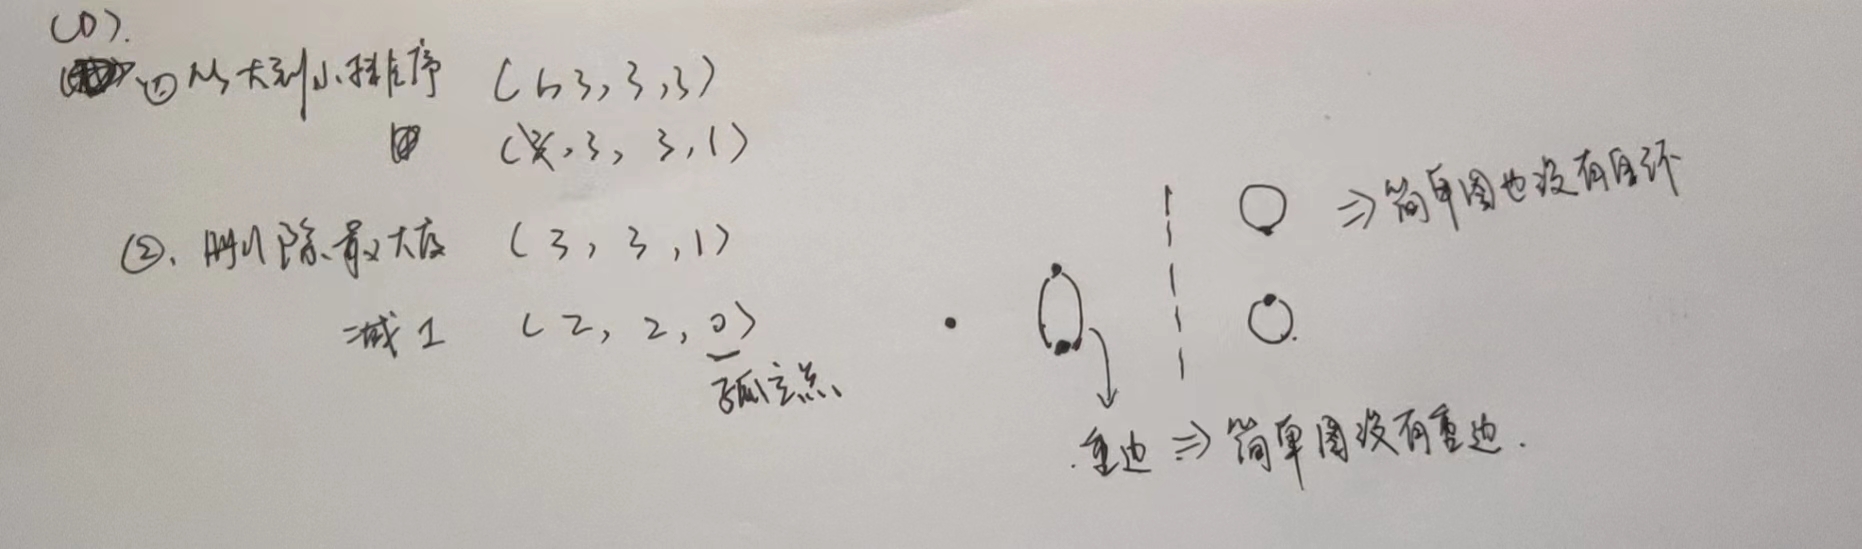 (D).
① 从大到小排序 (1,3,3,3)
(3,3,3,1)
②. 删除最大度 (3,3,1)
减1 (2,2,0)
孤立点
⇒简单图也没有自环
重边⇒简单图没有重边.